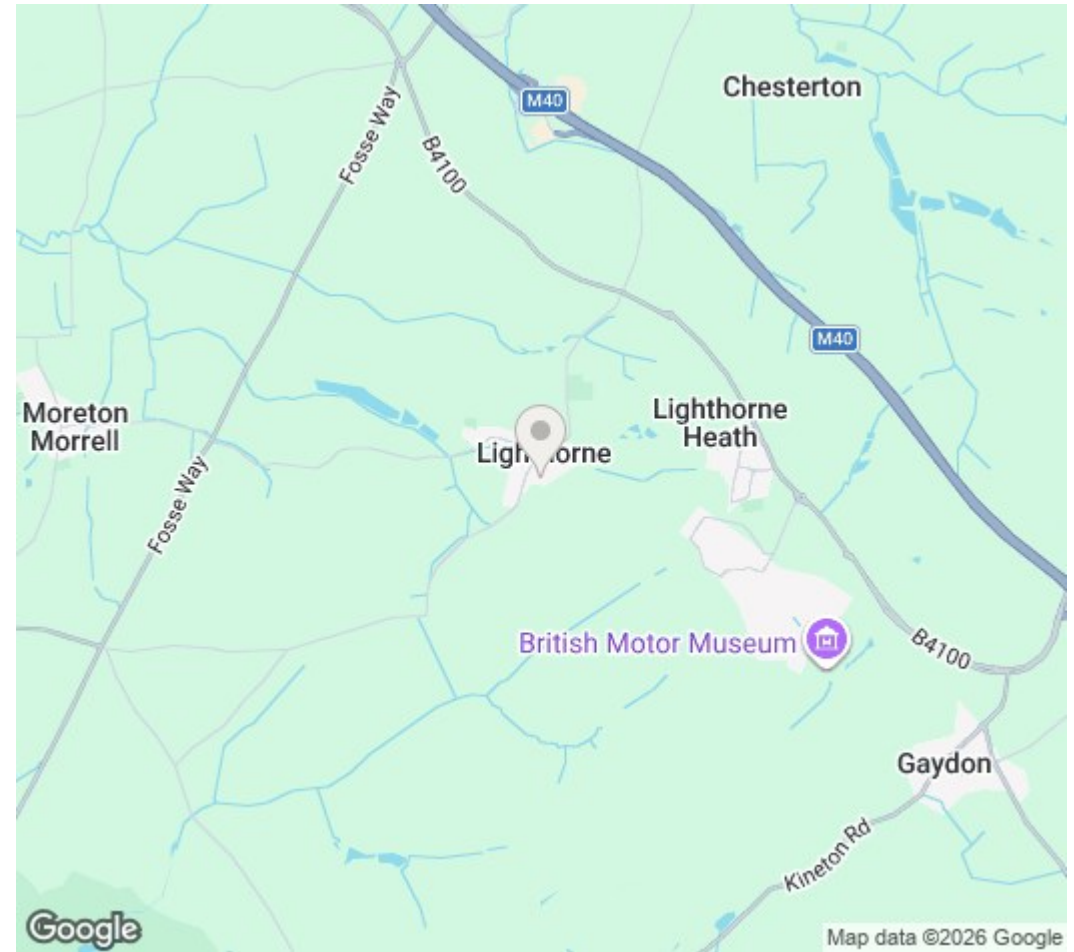 M40
Chesterton
Fosse Way
B4100
M40
Moreton
Morrell
Lighthorne
Heath
Lighthorne
Fosse Way
British Motor Museum
B4100
Gaydon
Kineton Rd
Google
Map data ©2026 Google